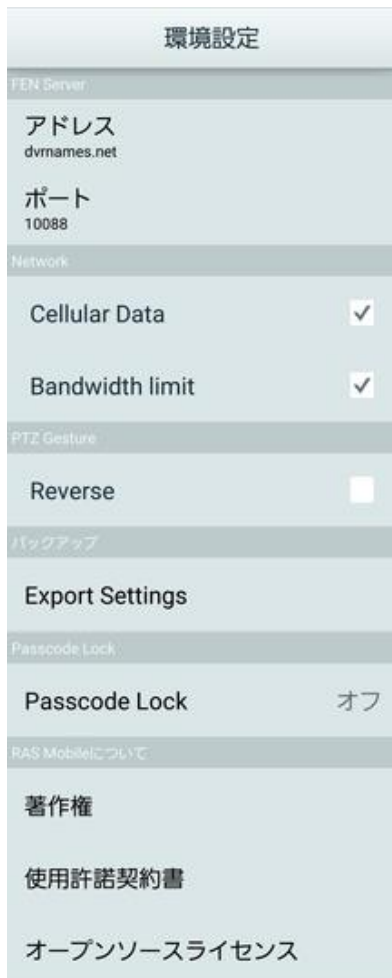 環境設定
FEN Server
アドレス
dvrnames.net
ポート
10088
Network
Cellular Data
Bandwidth limit
PTZ Gesture
Reverse
バックアップ
Export Settings
Passcode Lock
Passcode Lock オフ
RAS Mobileについて
著作権
使用許諾契約書
オープンソースライセンス